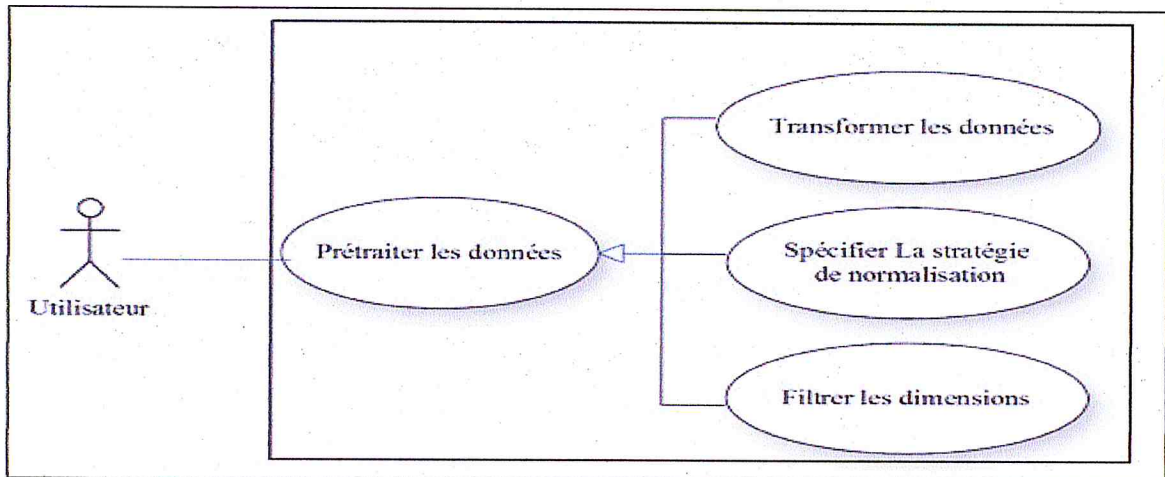 Transformer les données
Prétraiter les données
Spécifier La stratégie
de normalisation
Utilisateur
Filtrer les dimensions